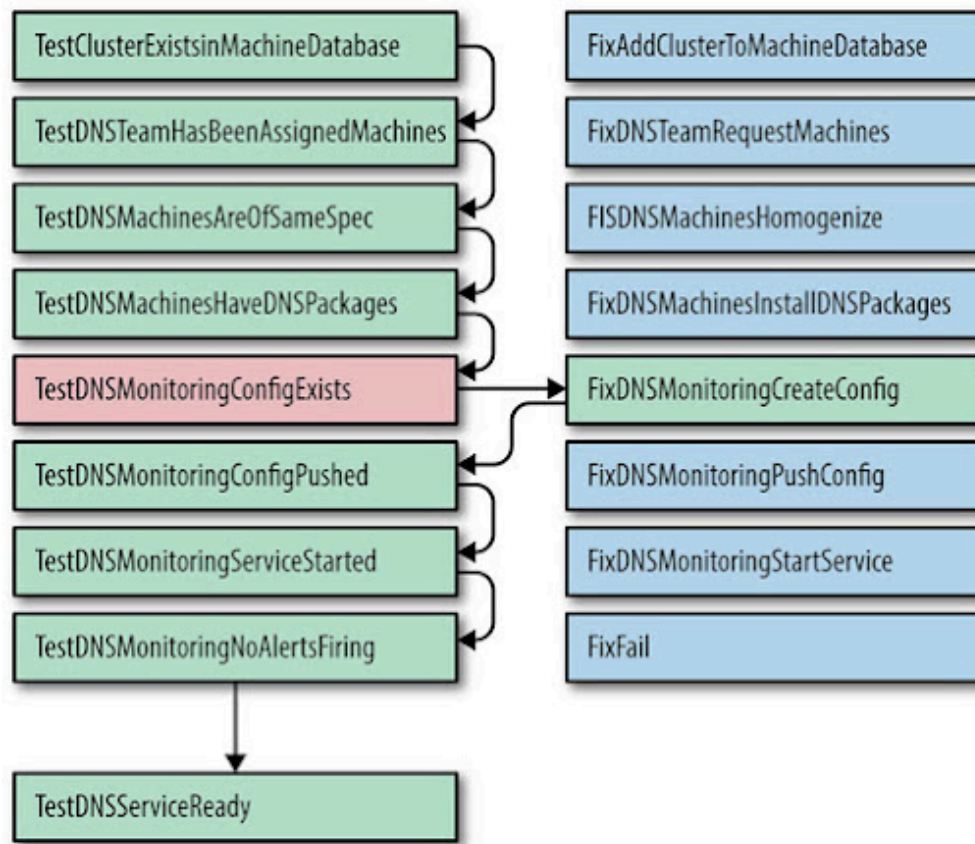 TestClusterExistsinMachineDatabase
FixAddClusterToMachineDatabase
TestDNSTeamHasBeenAssignedMachines
FixDNSTeamRequestMachines
TestDNSMachinesAreOfSameSpec
FISDNSMachinesHomogenize
TestDNSMachinesHaveDNSPackages
FixDNSMachinesInstallDNSPackages
TestDNSMonitoringConfigExists
FixDNSMonitoringCreateConfig
TestDNSMonitoringConfigPushed
FixDNSMonitoringPushConfig
TestDNSMonitoringServiceStarted
FixDNSMonitoringStartService
TestDNSMonitoringNoAlertsFiring
FixFail
TestDNSServiceReady